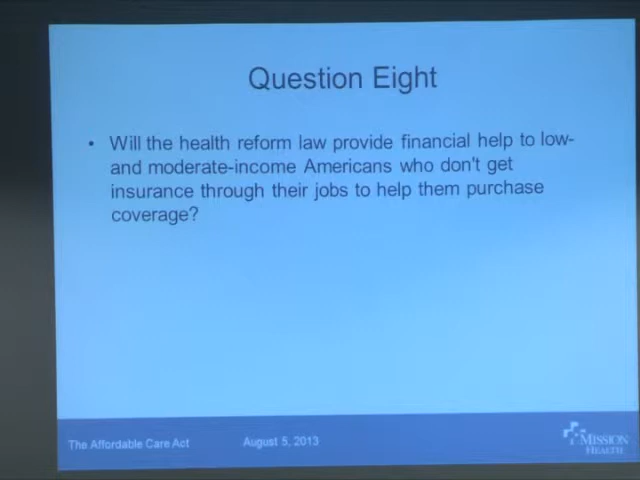 Question Eight
• Will the health reform law provide financial help to low-
and moderate-income Americans who don't get
insurance through their jobs to help them purchase
coverage?
The Affordable Care Act
August 5, 2013
MISSION
HEALTH